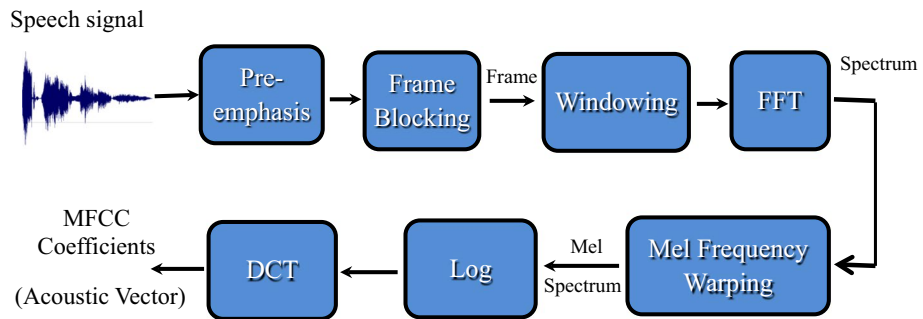 Speech signal
Pre-
emphasis
Frame
Blocking
Frame
Windowing
FFT
Spectrum
Mel Frequency
Warping
Mel
Spectrum
Log
DCT
MFCC
Coefficients
(Acoustic Vector)